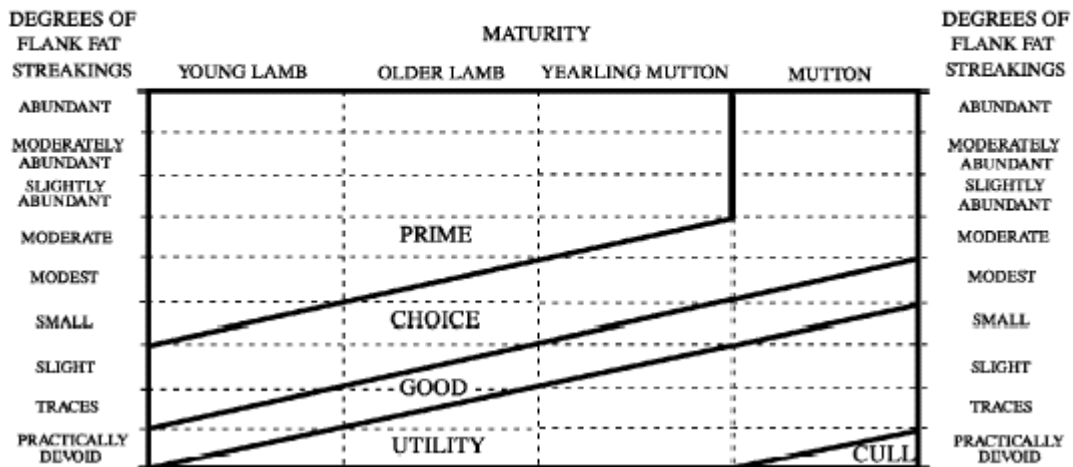 DEGREES OF
FLANK FAT
STREAKINGS
MATURITY
DEGREES OF
FLANK FAT
STREAKINGS
YOUNG LAMB
OLDER LAMB
YEARLING MUTTON
MUTTON
ABUNDANT
ABUNDANT
MODERATELY
ABUNDANT
MODERATELY
ABUNDANT
SLIGHTLY
ABUNDANT
SLIGHTLY
ABUNDANT
MODERATE
PRIME
MODERATE
MODEST
MODEST
SMALL
CHOICE
SMALL
SLIGHT
SLIGHT
GOOD
TRACES
TRACES
PRACTICALLY
DEVOID
UTILITY
CULL
PRACTICALLY
DEVOID